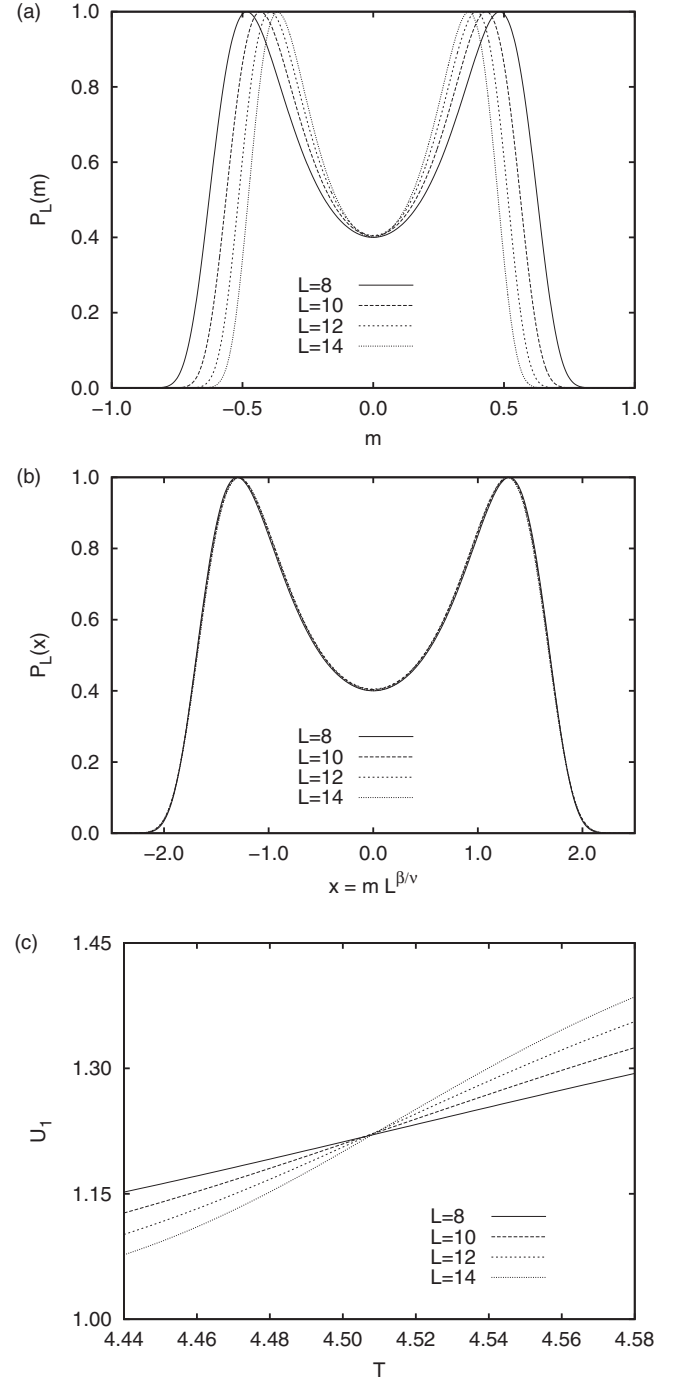 (a)
1.0
0.8
0.6
0.4
0.2
0.0
P_L(m)
L=8
L=10
L=12
L=14
−1.0 −0.5 0.0 0.5 1.0
m
(b)
1.0
0.8
0.6
0.4
0.2
0.0
P_L(x)
L=8
L=10
L=12
L=14
−2.0 −1.0 0.0 1.0 2.0
x = m L^β/ν
(c)
1.45
1.30
1.15
1.00
U_1
L=8
L=10
L=12
L=14
4.44 4.46 4.48 4.50 4.52 4.54 4.56 4.58
T